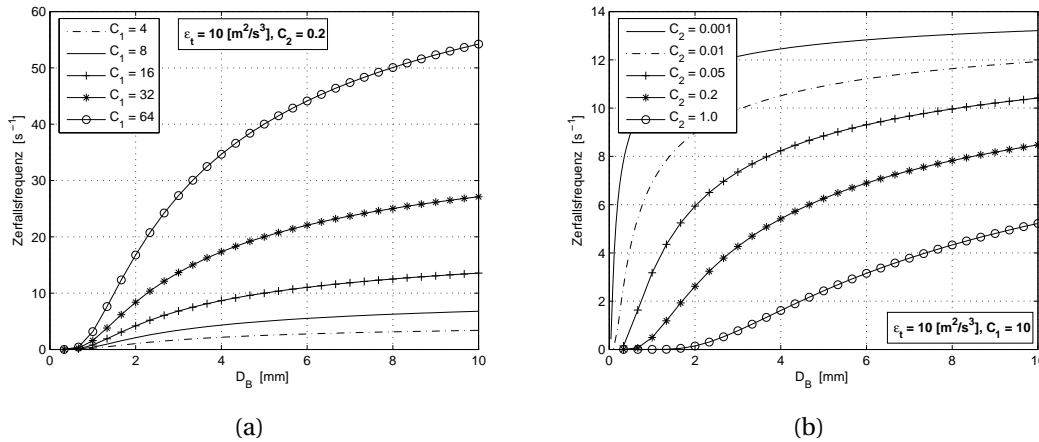 C₁ = 4
C₁ = 8
C₁ = 16
C₁ = 32
C₁ = 64
εₜ = 10 [m²/s³], C₂ = 0.2
60
50
40
30
20
10
0
Zerfallsfrequenz [s⁻¹]
0 2 4 6 8 10
D_B [mm]
(a)
C₂ = 0.001
C₂ = 0.01
C₂ = 0.05
C₂ = 0.2
C₂ = 1.0
14
12
10
8
6
4
2
0
Zerfallsfrequenz [s⁻¹]
εₜ = 10 [m²/s³], C₁ = 10
0 2 4 6 8 10
D_B [mm]
(b)